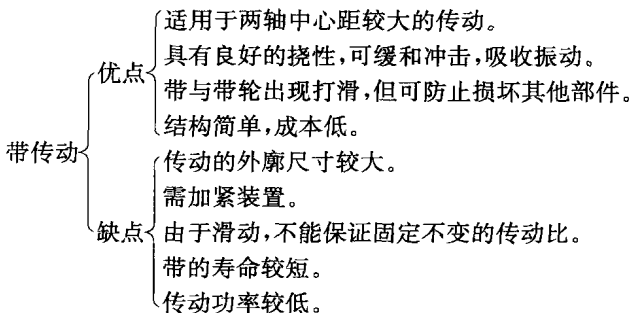 带传动
优点
适用于两轴中心距较大的传动。
具有良好的挠性,可缓和冲击,吸收振动。
带与带轮出现打滑,但可防止损坏其他部件。
结构简单,成本低。
缺点
传动的外廓尺寸较大。
需加紧装置。
由于滑动,不能保证固定不变的传动比。
带的寿命较短。
传动功率较低。